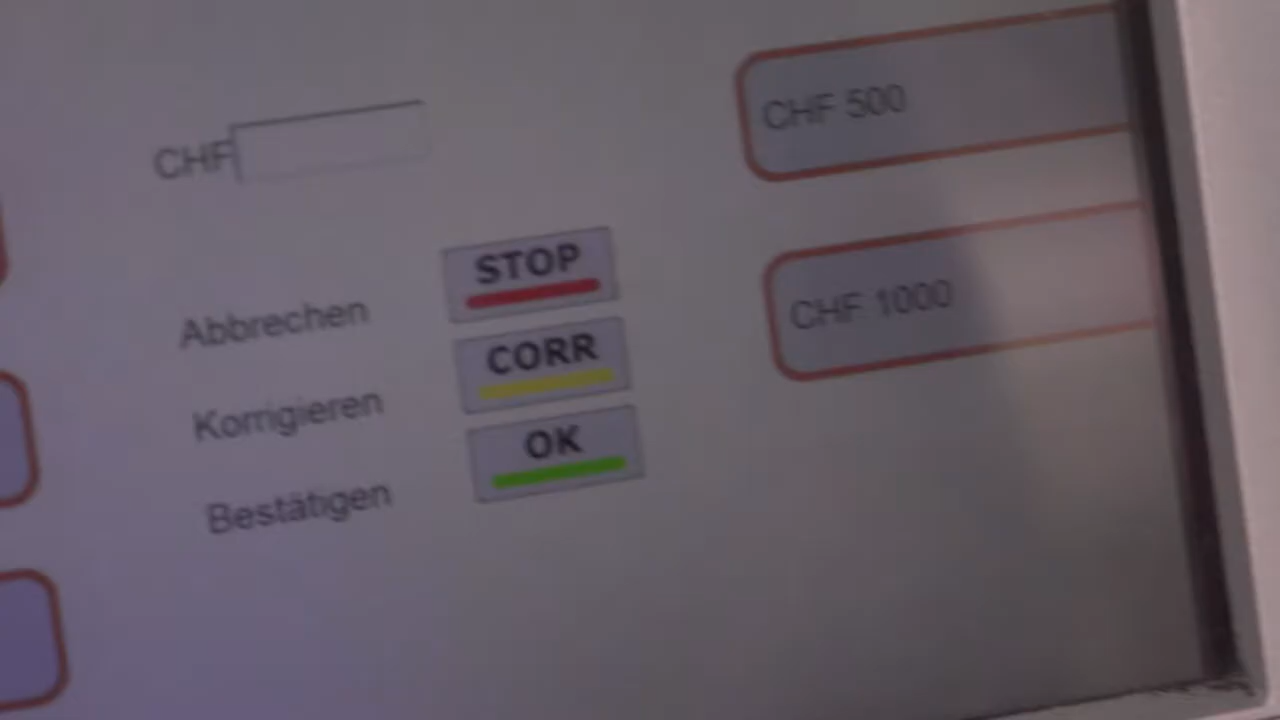 CHF
CHF 500
CHF 1000
Abbrechen STOP
Korrigieren CORR
Bestätigen OK